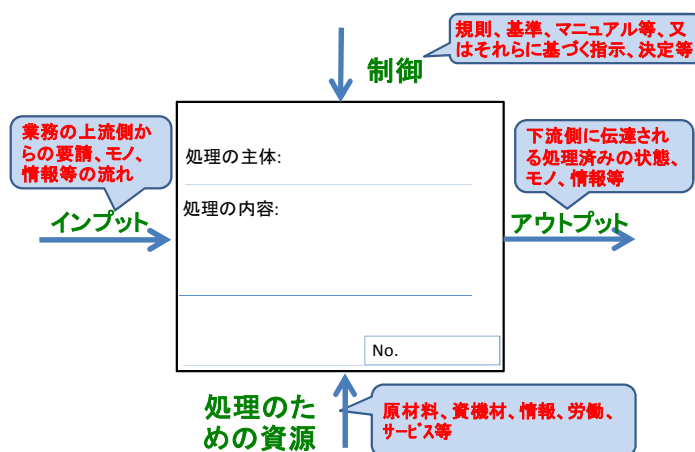 規則、基準、マニュアル等、又
はそれらに基づく指示、決定等
制御
業務の上流側か
らの要請、モノ、
情報等の流れ
インプット
処理の主体:
処理の内容:
No.
下流側に伝達され
る処理済みの状態、
モノ、情報等
アウトプット
処理のた
めの資源
原材料、資機材、情報、労働、
サービス等